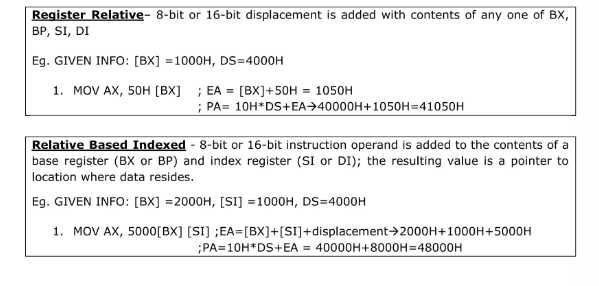 Register Relative– 8-bit or 16-bit displacement is added with contents of any one of BX,
BP, SI, DI
Eg. GIVEN INFO: [BX] =1000H, DS=4000H
1. MOV AX, 50H [BX] ; EA = [BX]+50H = 1050H
; PA= 10H*DS+EA→40000H+1050H=41050H
Relative Based Indexed - 8-bit or 16-bit instruction operand is added to the contents of a
base register (BX or BP) and index register (SI or DI); the resulting value is a pointer to
location where data resides.
Eg. GIVEN INFO: [BX] =2000H, [SI] =1000H, DS=4000H
1. MOV AX, 5000[BX] [SI] ;EA=[BX]+[SI]+displacement→2000H+1000H+5000H
;PA=10H*DS+EA = 40000H+8000H=48000H